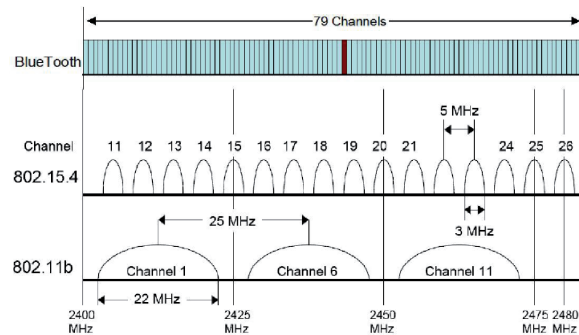 79 Channels
BlueTooth
5 MHz
Channel 11 12 13 14 15 16 17 18 19 20 21 24 25 26
802.15.4
25 MHz
3 MHz
802.11b
Channel 1 Channel 6 Channel 11
22 MHz
2400 2425 2450 2475 2480
MHz MHz MHz MHz MHz